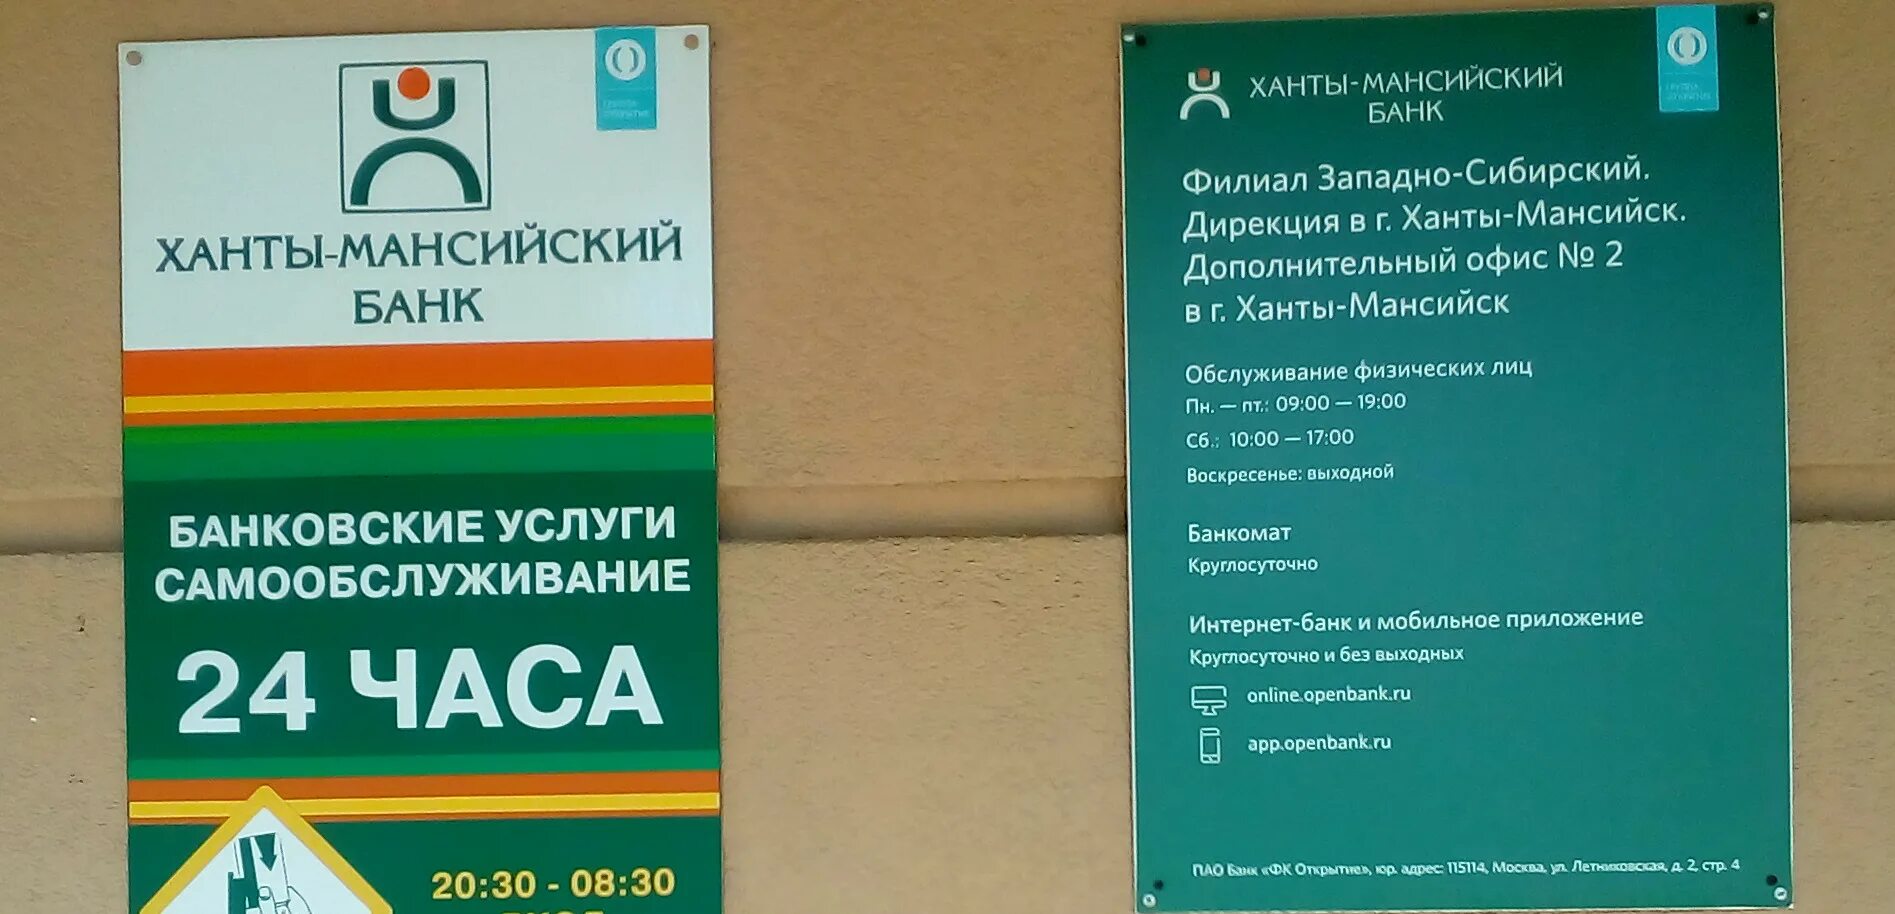 ХАНТЫ-МАНСИЙСКИЙ
БАНК
БАНКОВСКИЕ УСЛУГИ
САМООБСЛУЖИВАНИЕ
24 ЧАСА
20:30 - 08:30
ГРУППА
ОТКРЫТИЕ
ХАНТЫ-МАНСИЙСКИЙ
БАНК
Филиал Западно-Сибирский.
Дирекция в г. Ханты-Мансийск.
Дополнительный офис № 2
в г. Ханты-Мансийск
Обслуживание физических лиц
Пн. — пт.: 09:00 — 19:00
Сб.: 10:00 — 17:00
Воскресенье: выходной
Банкомат
Круглосуточно
Интернет-банк и мобильное приложение
Круглосуточно и без выходных
online.openbank.ru
app.openbank.ru
ПАО Банк «ФК Открытие», юр. адрес: 115114, Москва, ул. Летниковская, д. 2, стр. 4